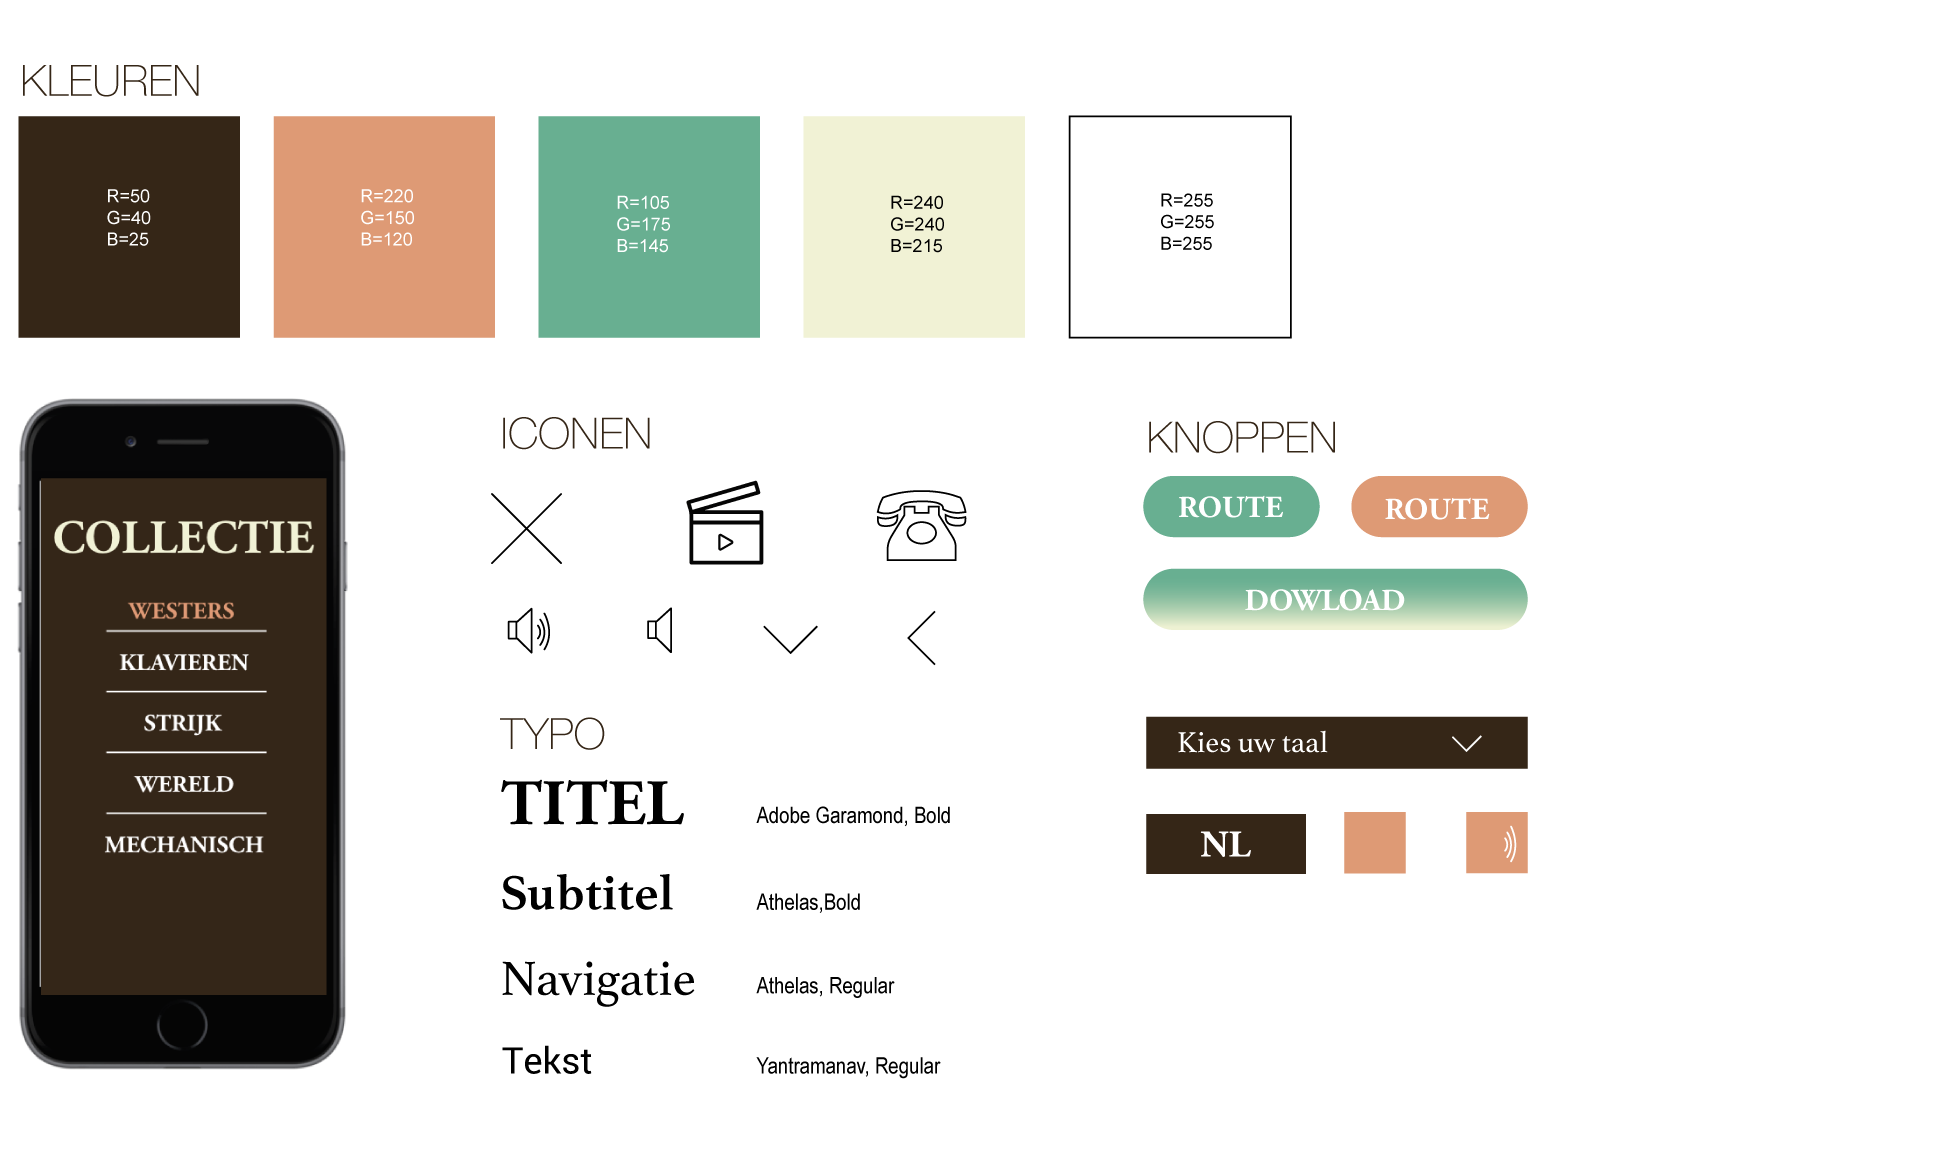 KLEUREN
R=50
G=40
B=25
R=220
G=150
B=120
R=105
G=175
B=145
R=240
G=240
B=215
R=255
G=255
B=255
COLLECTIE
WESTERS
KLAVIEREN
STRIJK
WERELD
MECHANISCH
ICONEN
TYPO
TITEL
Adobe Garamond, Bold
Subtitel
Athelas,Bold
Navigatie
Athelas, Regular
Tekst
Yantramanav, Regular
KNOPPEN
ROUTE
ROUTE
DOWLOAD
Kies uw taal
NL